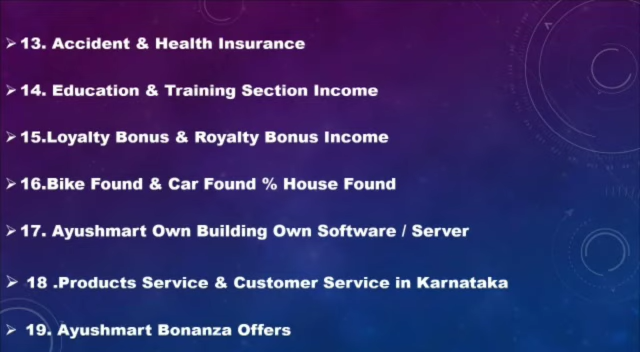 ➢ 13. Accident & Health Insurance
➢ 14. Education & Training Section Income
➢ 15.Loyalty Bonus & Royalty Bonus Income
➢ 16.Bike Found & Car Found % House Found
➢ 17. Ayushmart Own Building Own Software / Server
➢ 18 .Products Service & Customer Service in Karnataka
➢ 19. Ayushmart Bonanza Offers